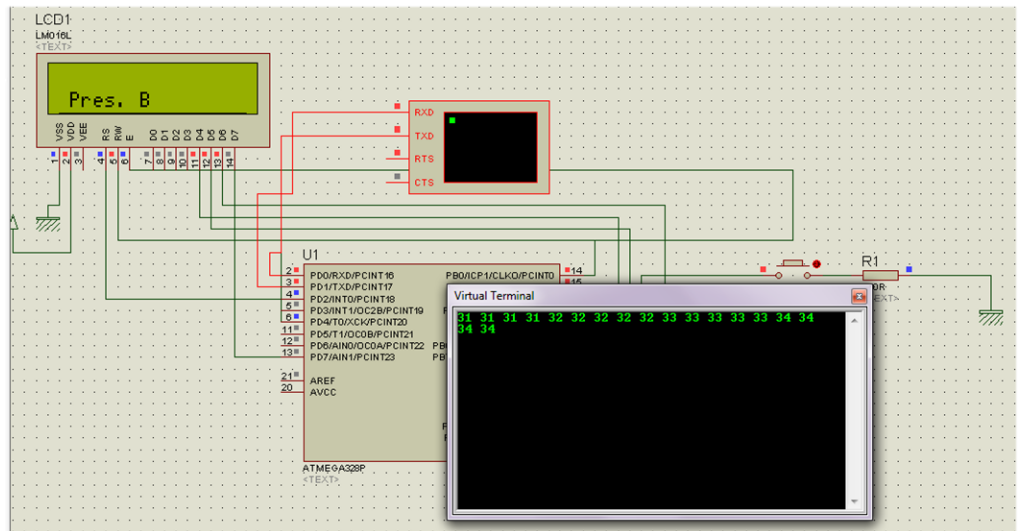 LCD1
LM016L
<TEXT>
Pres. B
VSS
VDD
VEE
RS
RW
E
D0
D1
D2
D3
D4
D5
D6
D7
1
2
3
4
5
6
7
8
9
10
11
12
13
14
RXD
TXD
RTS
CTS
U1
2 PD0/RXD/PCINT16
3 PD1/TXD/PCINT17
4 PD2/INT0/PCINT18
5 PD3/INT1/OC2B/PCINT19
6 PD4/T0/XCK/PCINT20
11 PD5/T1/OC0B/PCINT21
12 PD6/AIN0/OC0A/PCINT22
13 PD7/AIN1/PCINT23
21 AREF
20 AVCC
PB0/ICP1/CLKO/PCINT0 14
15
ATMEGA328P
<TEXT>
R1
Virtual Terminal
31 31 31 31 32 32 32 32 32 33 33 33 33 33 34 34
34 34